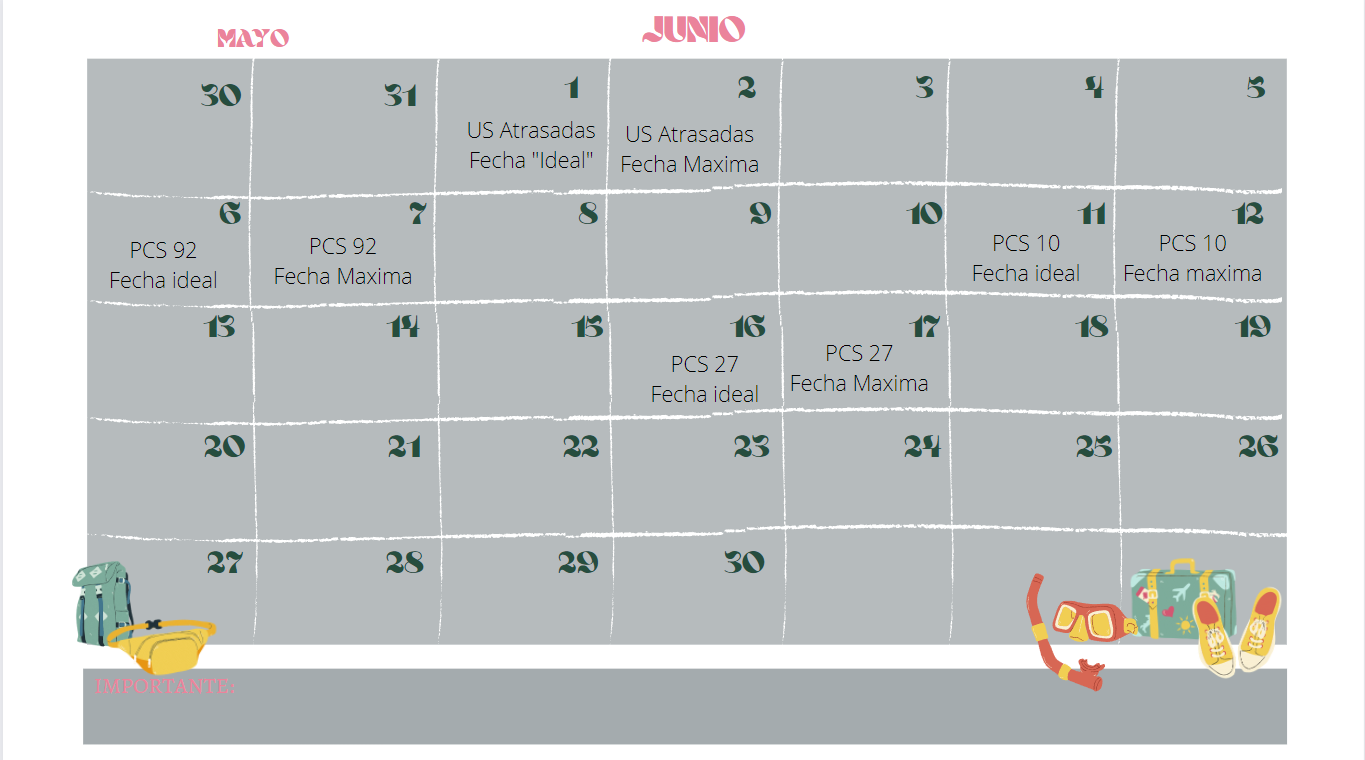 MAYO
JUNIO
30
31
1
2
3
4
5
US Atrasadas
Fecha "Ideal"
US Atrasadas
Fecha Maxima
6
7
8
9
10
11
12
PCS 92
Fecha ideal
PCS 92
Fecha Maxima
PCS 10
Fecha ideal
PCS 10
Fecha maxima
13
14
15
16
17
18
19
PCS 27
Fecha ideal
PCS 27
Fecha Maxima
20
21
22
23
24
25
26
27
28
29
30
IMPORTANTE: